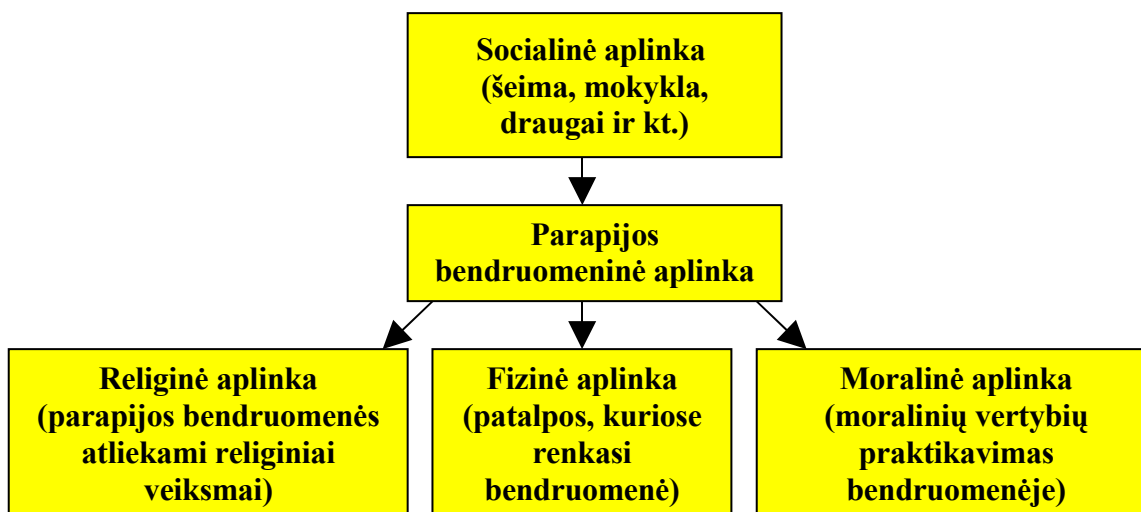 Socialinė aplinka
(šeima, mokykla,
draugai ir kt.)
Parapijos
bendruomeninė aplinka
Religinė aplinka
(parapijos bendruomenės
atliekami religiniai
veiksmai)
Fizinė aplinka
(patalpos, kuriose
renkasi
bendruomenė)
Moralinė aplinka
(moralinių vertybių
praktikavimas
bendruomenėje)